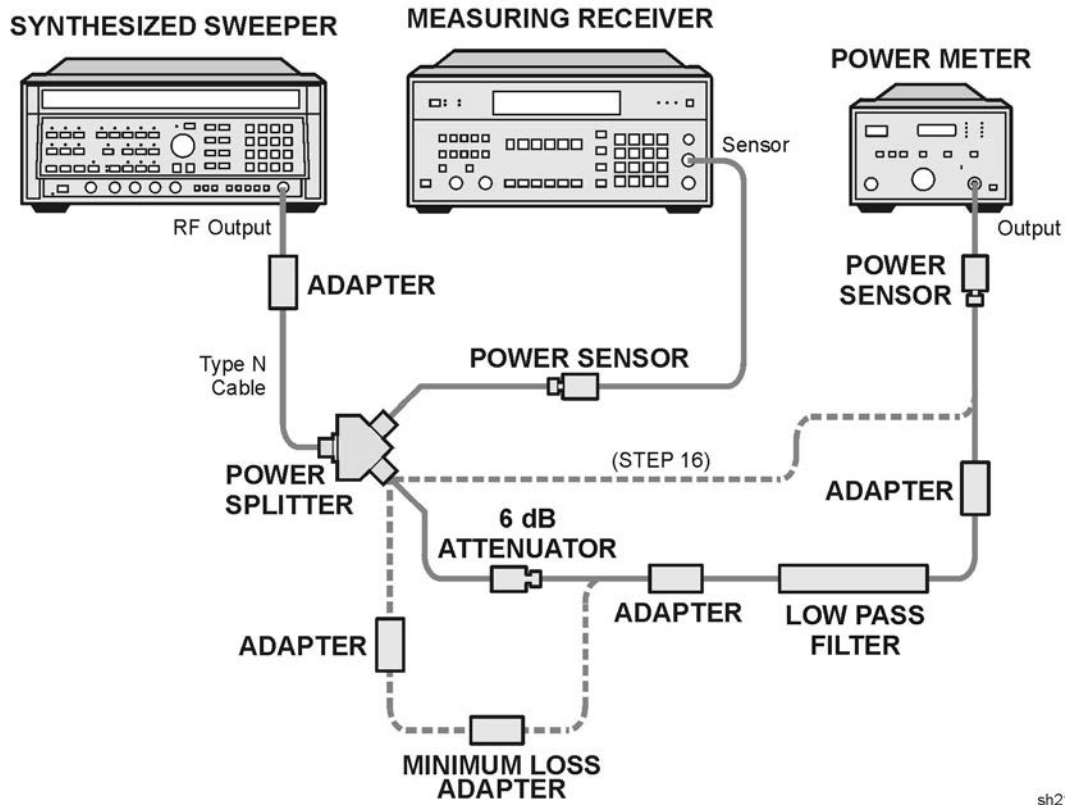 SYNTHESIZED SWEEPER
MEASURING RECEIVER
POWER METER
Sensor
RF Output
Output
ADAPTER
POWER
SENSOR
Type N
Cable
POWER SENSOR
POWER
SPLITTER
(STEP 16)
ADAPTER
6 dB
ATTENUATOR
ADAPTER
LOW PASS
FILTER
ADAPTER
MINIMUM LOSS
ADAPTER